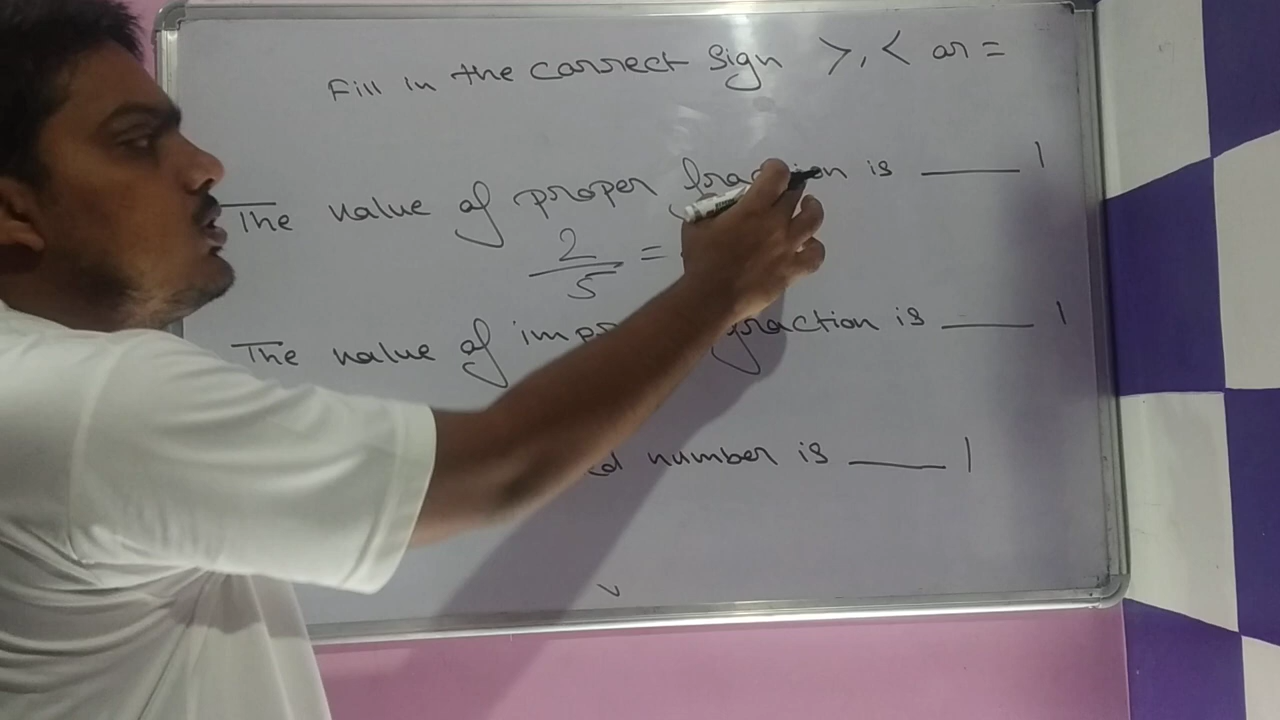 Fill in the correct Sign >, < or =
The value of proper fraction is ____ 1
2/5 =
The value of fraction is ____ 1
number is ____ 1